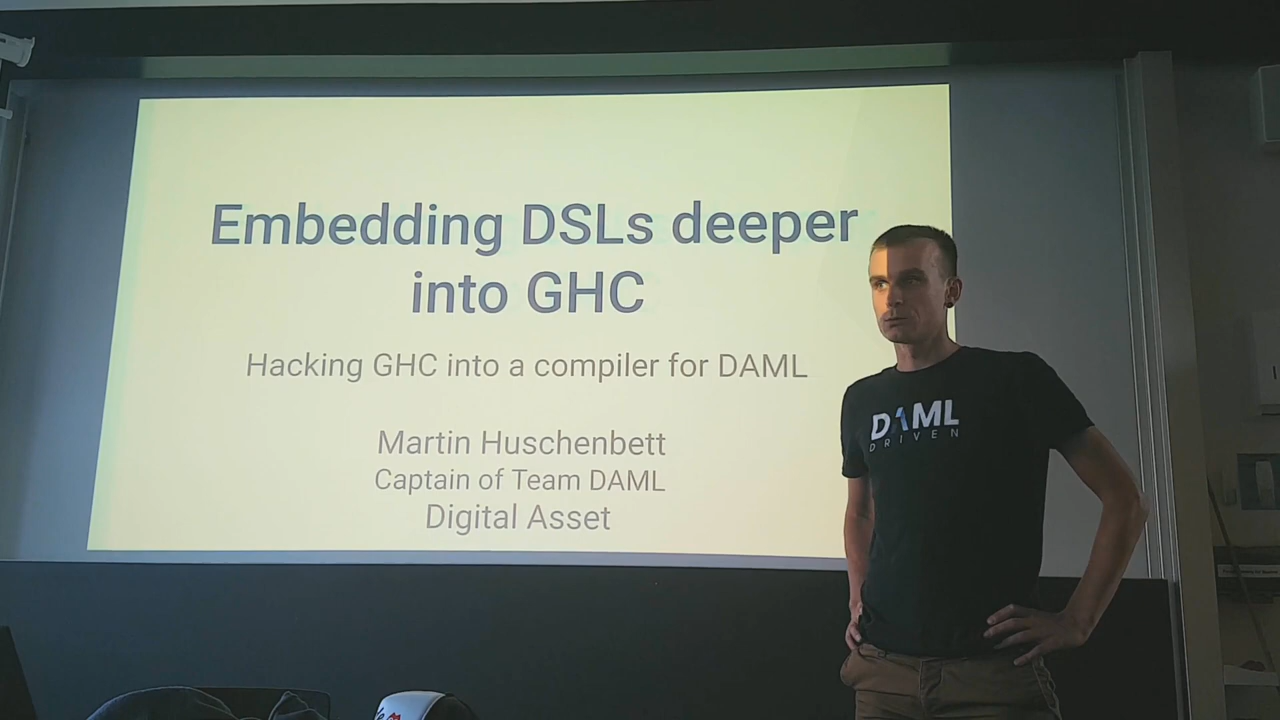 Embedding DSLs deeper
into GHC
Hacking GHC into a compiler for DAML
Martin Huschenbett
Captain of Team DAML
Digital Asset
DAML
DRIVEN